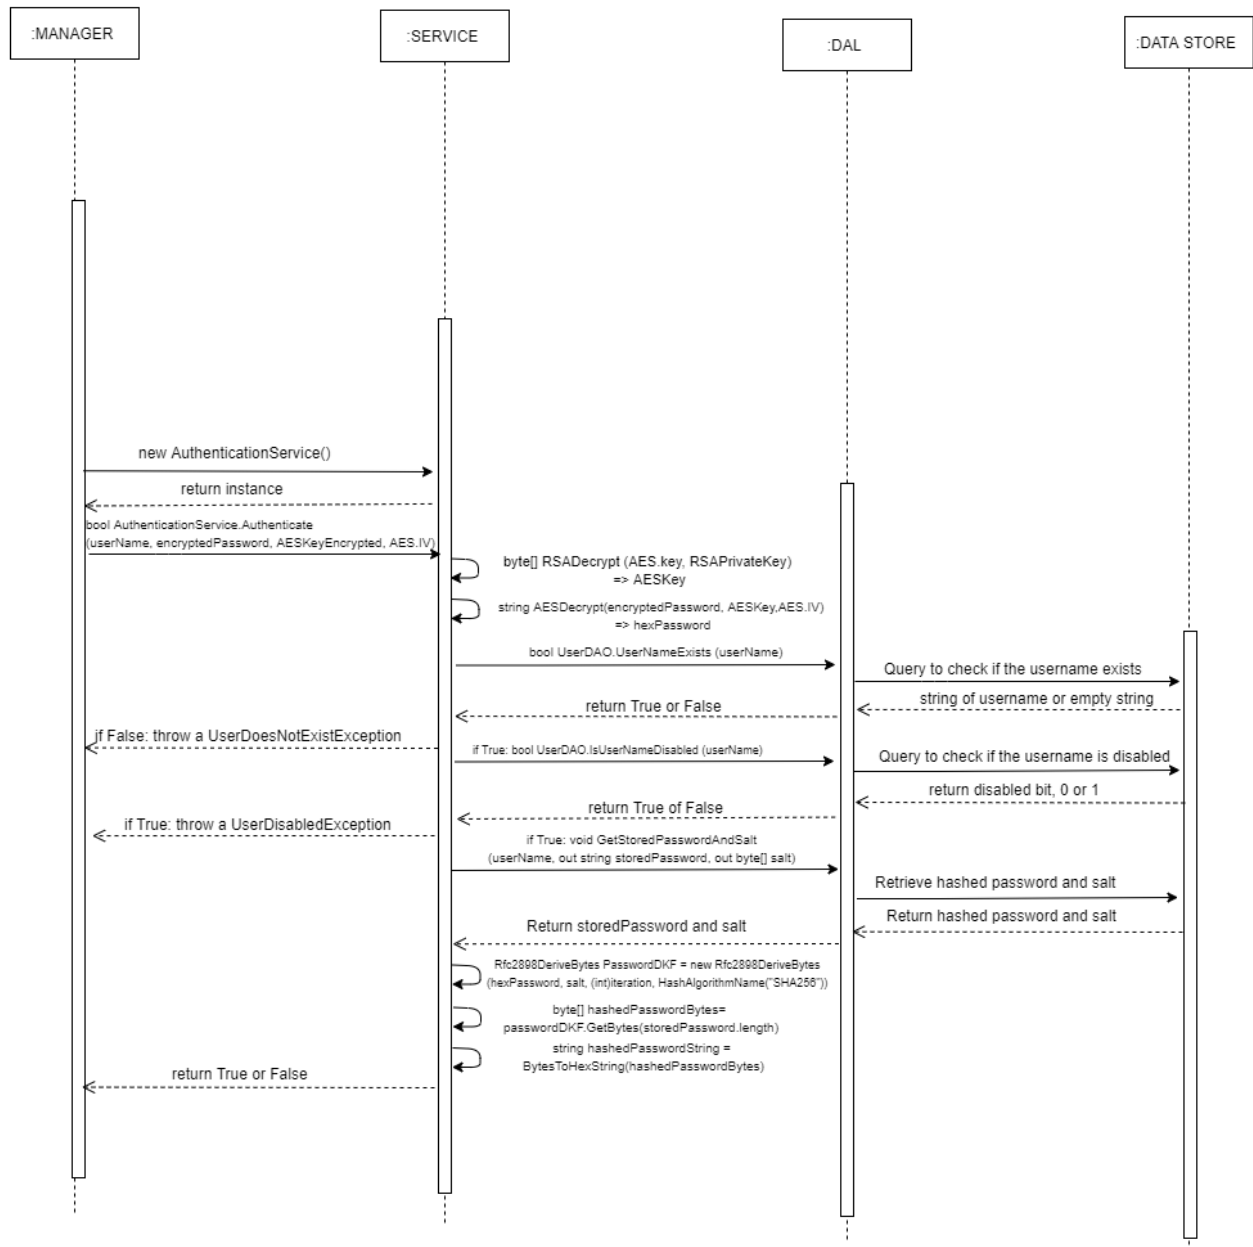 :MANAGER
:SERVICE
:DAL
:DATA STORE
new AuthenticationService()
return instance
bool AuthenticationService.Authenticate
(userName, encryptedPassword, AESKeyEncrypted, AES.IV)
byte[] RSADecrypt (AES.key, RSAPrivateKey)
=> AESKey
string AESDecrypt(encryptedPassword, AESKey,AES.IV)
=> hexPassword
bool UserDAO.UserNameExists (userName)
Query to check if the username exists
string of username or empty string
return True or False
if False: throw a UserDoesNotExistException
if True: bool UserDAO.IsUserNameDisabled (userName)
Query to check if the username is disabled
return disabled bit, 0 or 1
return True of False
if True: throw a UserDisabledException
if True: void GetStoredPasswordAndSalt
(userName, out string storedPassword, out byte[] salt)
Retrieve hashed password and salt
Return hashed password and salt
Return storedPassword and salt
Rfc2898DeriveBytes PasswordDKF = new Rfc2898DeriveBytes
(hexPassword, salt, (int)iteration, HashAlgorithmName("SHA256"))
byte[] hashedPasswordBytes=
passwordDKF.GetBytes(storedPassword.length)
string hashedPasswordString =
BytesToHexString(hashedPasswordBytes)
return True or False